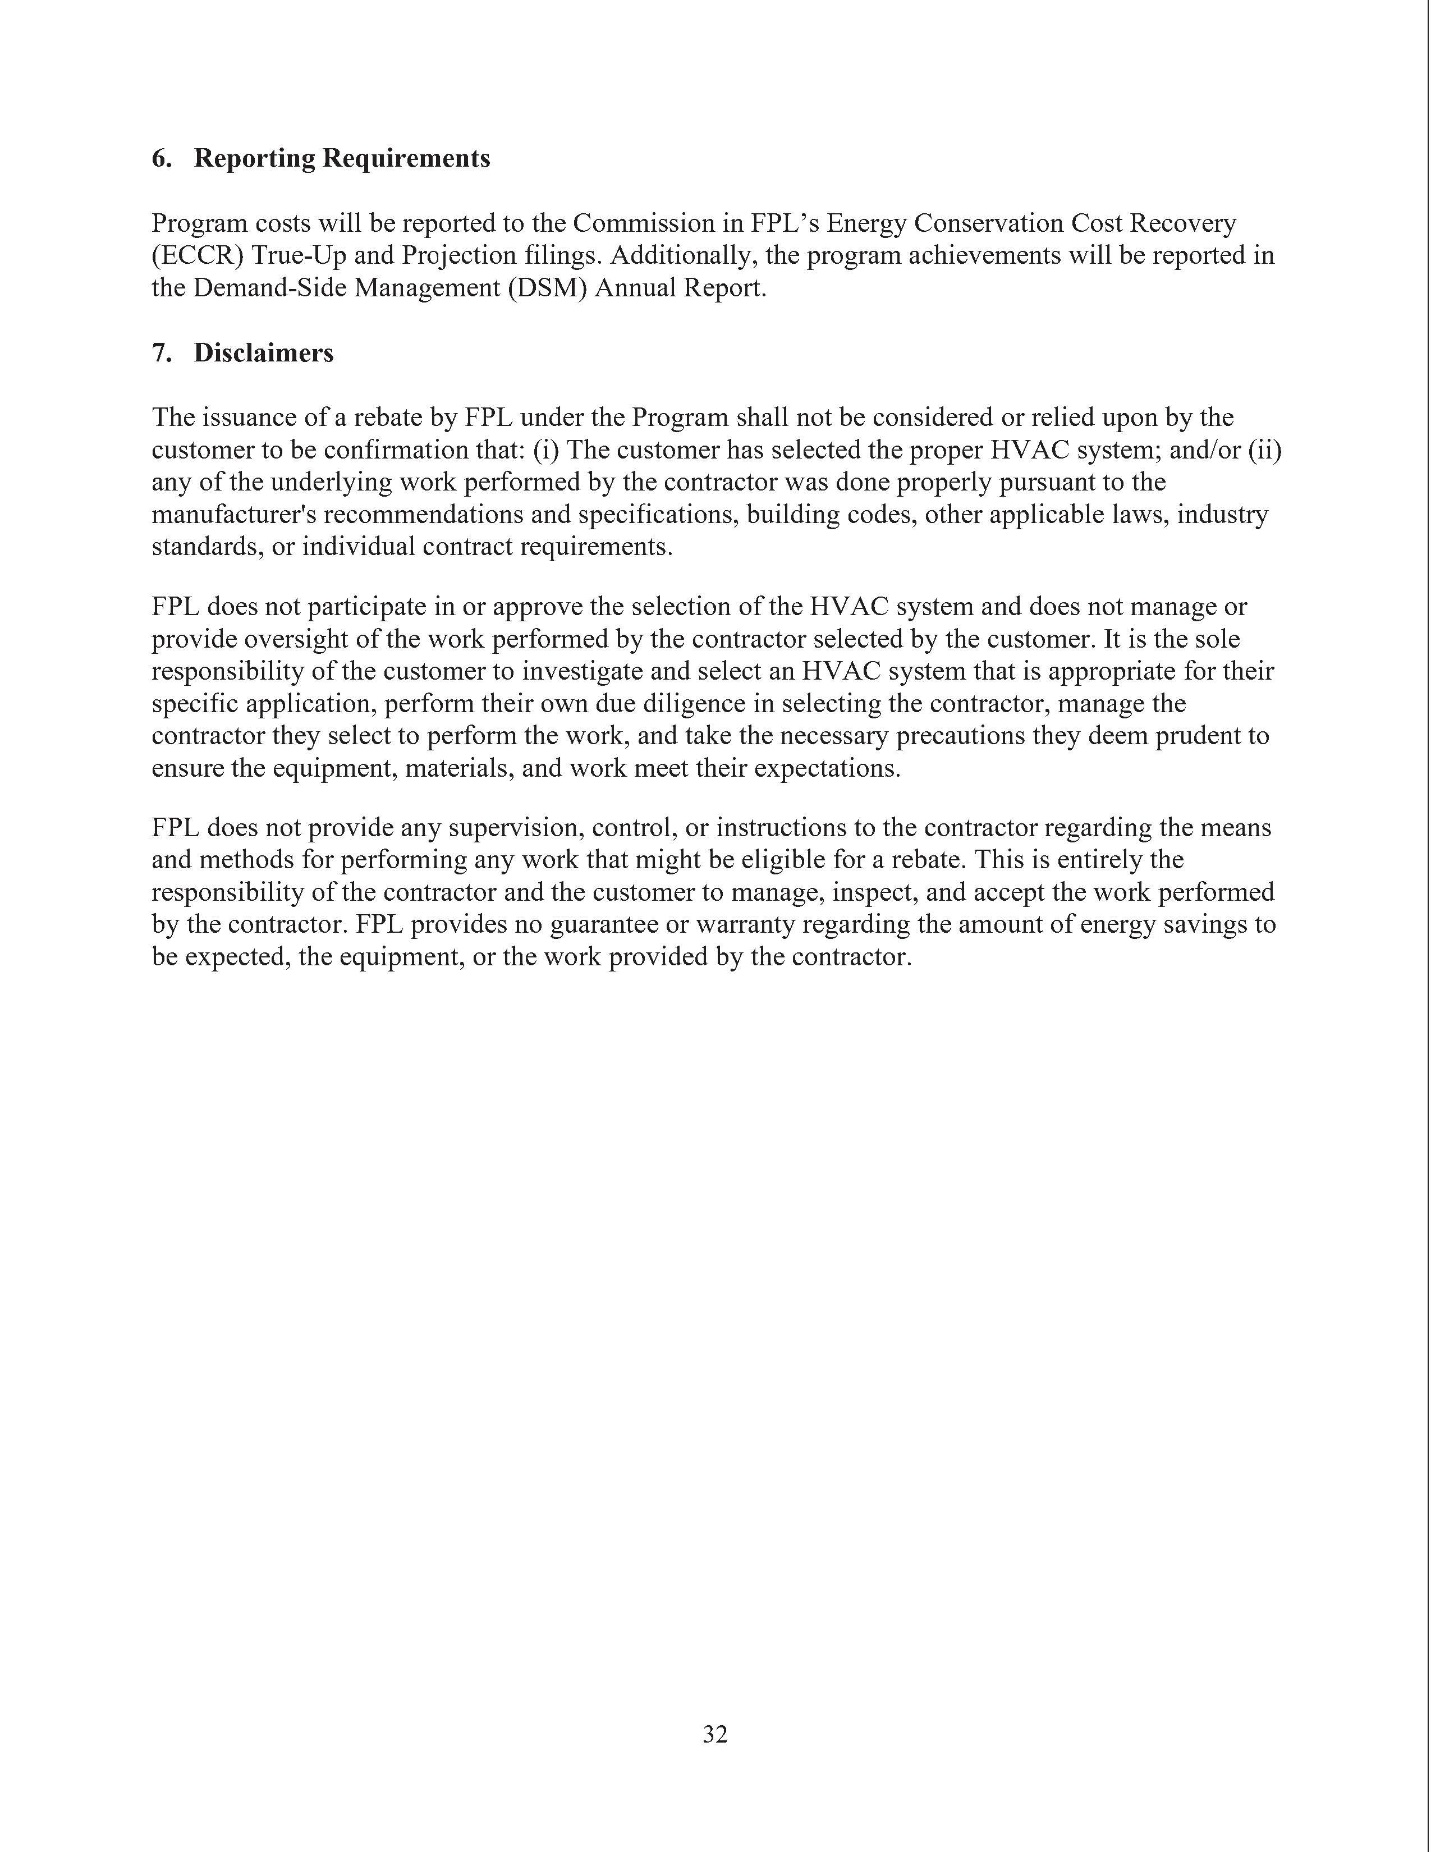 6. Reporting Requirements
Program costs will be reported to the Commission in FPL’s Energy Conservation Cost Recovery
(ECCR) True-Up and Projection filings. Additionally, the program achievements will be reported in
the Demand-Side Management (DSM) Annual Report.
7. Disclaimers
The issuance of a rebate by FPL under the Program shall not be considered or relied upon by the
customer to be confirmation that: (i) The customer has selected the proper HVAC system; and/or (ii)
any of the underlying work performed by the contractor was done properly pursuant to the
manufacturer's recommendations and specifications, building codes, other applicable laws, industry
standards, or individual contract requirements.
FPL does not participate in or approve the selection of the HVAC system and does not manage or
provide oversight of the work performed by the contractor selected by the customer. It is the sole
responsibility of the customer to investigate and select an HVAC system that is appropriate for their
specific application, perform their own due diligence in selecting the contractor, manage the
contractor they select to perform the work, and take the necessary precautions they deem prudent to
ensure the equipment, materials, and work meet their expectations.
FPL does not provide any supervision, control, or instructions to the contractor regarding the means
and methods for performing any work that might be eligible for a rebate. This is entirely the
responsibility of the contractor and the customer to manage, inspect, and accept the work performed
by the contractor. FPL provides no guarantee or warranty regarding the amount of energy savings to
be expected, the equipment, or the work provided by the contractor.
32